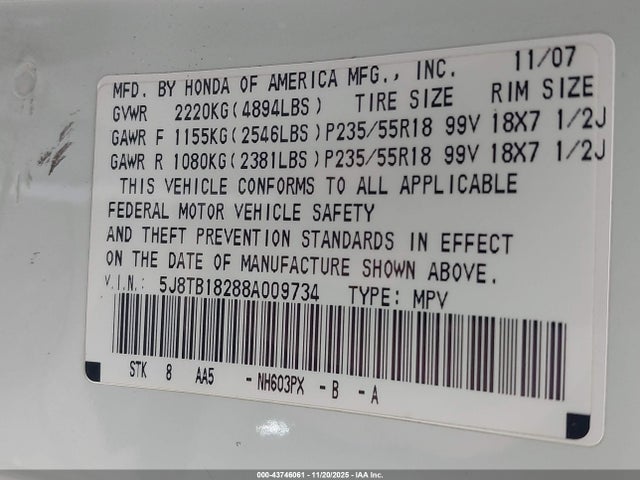 11/07
MFD. BY HONDA OF AMERICA MFG., INC.
GVWR 2220KG(4894LBS) TIRE SIZE RIM SIZE
GAWR F 1155KG(2546LBS)P235/55R18 99V 18X7 1/2J
GAWR R 1080KG(2381LBS)P235/55R18 99V 18X7 1/2J
THIS VEHICLE CONFORMS TO ALL APPLICABLE
FEDERAL MOTOR VEHICLE SAFETY
AND THEFT PREVENTION STANDARDS IN EFFECT
ON THE DATE OF MANUFACTURE SHOWN ABOVE.
V.I.N.: 5J8TB18288A009734 TYPE: MPV
STK 8 AA5 -NH603PX -B -A
000-43746061 - 11/20/2025 - IAA Inc.